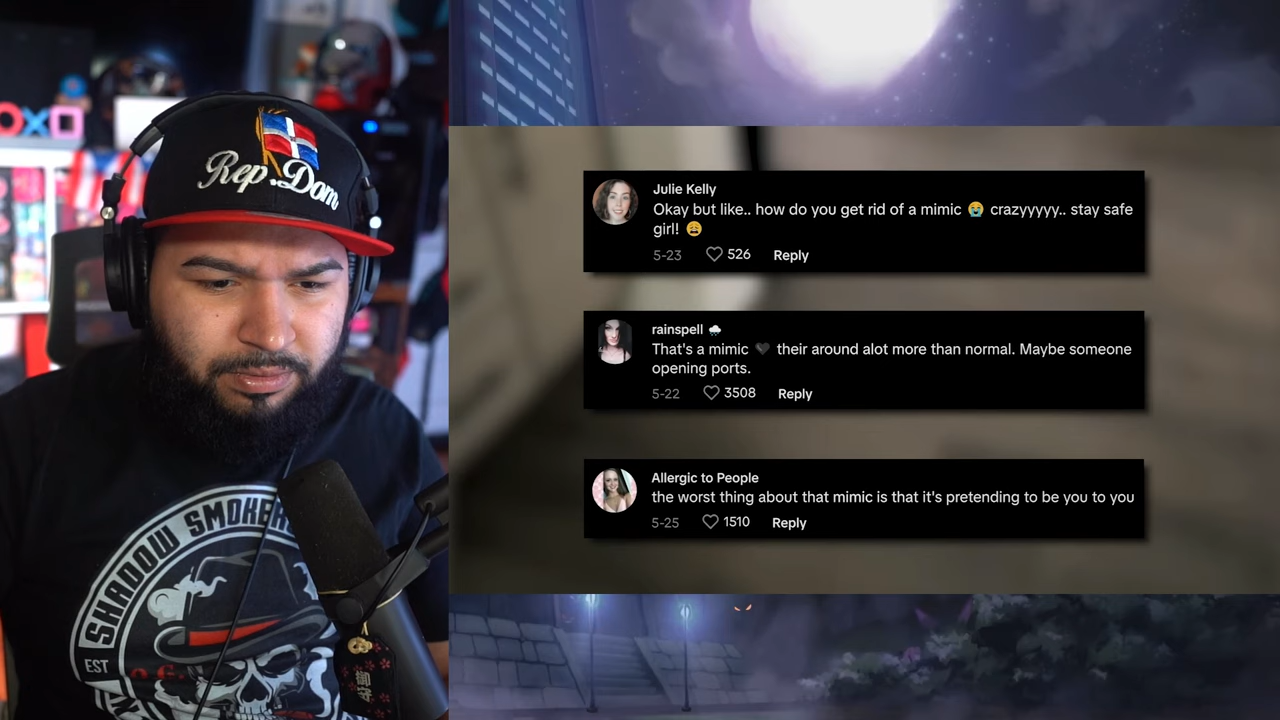 Rep. Dom
SHADOW SMOKER
EST
御守
Julie Kelly
Okay but like.. how do you get rid of a mimic 😭 crazyyyyy.. stay safe
girl! 😩
5-23 526 Reply
rainspell 🌧️
That's a mimic 🖤 their around alot more than normal. Maybe someone
opening ports.
5-22 3508 Reply
Allergic to People
the worst thing about that mimic is that it's pretending to be you to you
5-25 1510 Reply